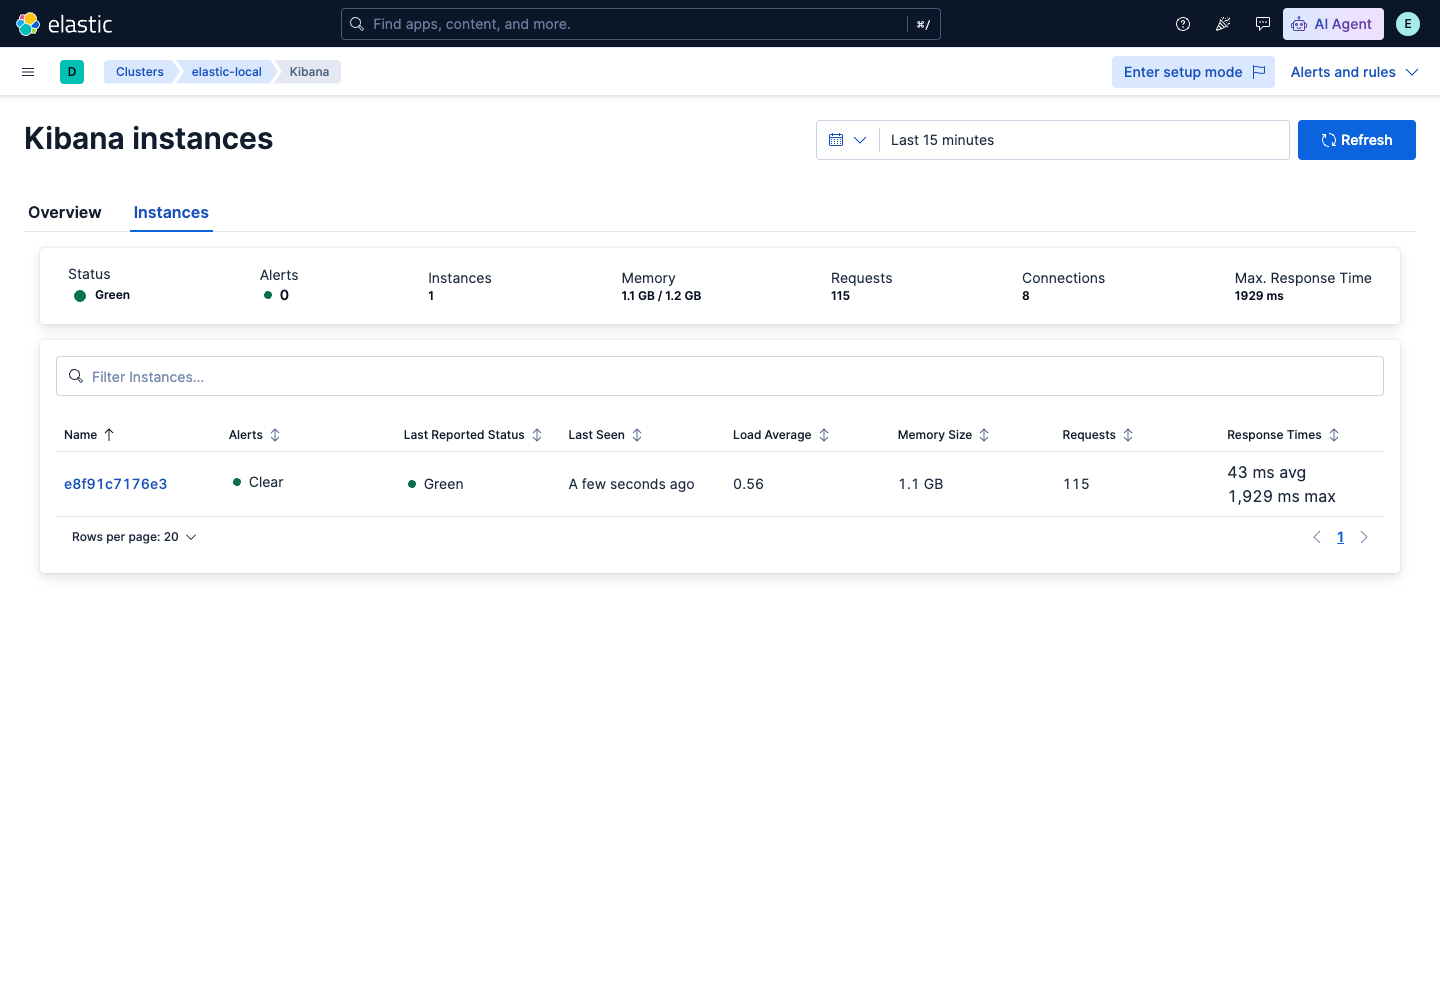 elastic
Find apps, content, and more.
⌘/
AI Agent
E
D
Clusters
elastic-local
Kibana
Enter setup mode
Alerts and rules
Kibana instances
Last 15 minutes
Refresh
Overview
Instances
Status
Green
Alerts
0
Instances
1
Memory
1.1 GB / 1.2 GB
Requests
115
Connections
8
Max. Response Time
1929 ms
Filter Instances...
Name
Alerts
Last Reported Status
Last Seen
Load Average
Memory Size
Requests
Response Times
e8f91c7176e3
Clear
Green
A few seconds ago
0.56
1.1 GB
115
43 ms avg
1,929 ms max
Rows per page: 20
1